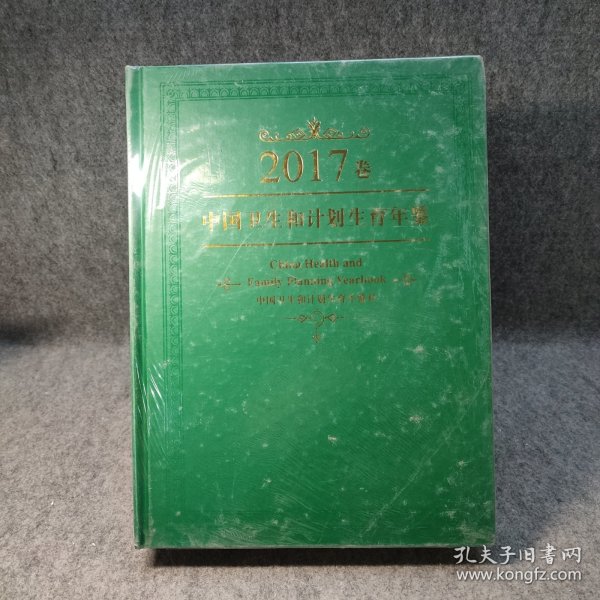 2017卷
中国卫生和计划生育年鉴
China Health and
Family Planning Yearbook
孔夫子旧书网
www.kongfz.com